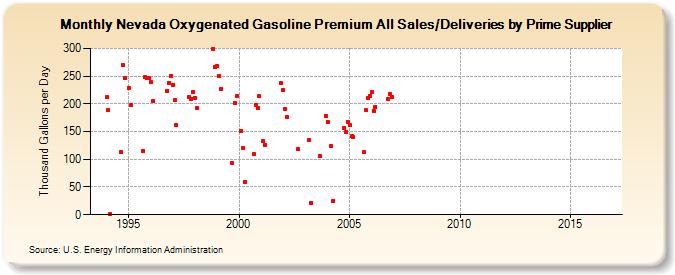 Monthly Nevada Oxygenated Gasoline Premium All Sales/Deliveries by Prime Supplier
Thousand Gallons per Day
300
250
200
150
100
50
0
1995 2000 2005 2010 2015
Source: U.S. Energy Information Administration